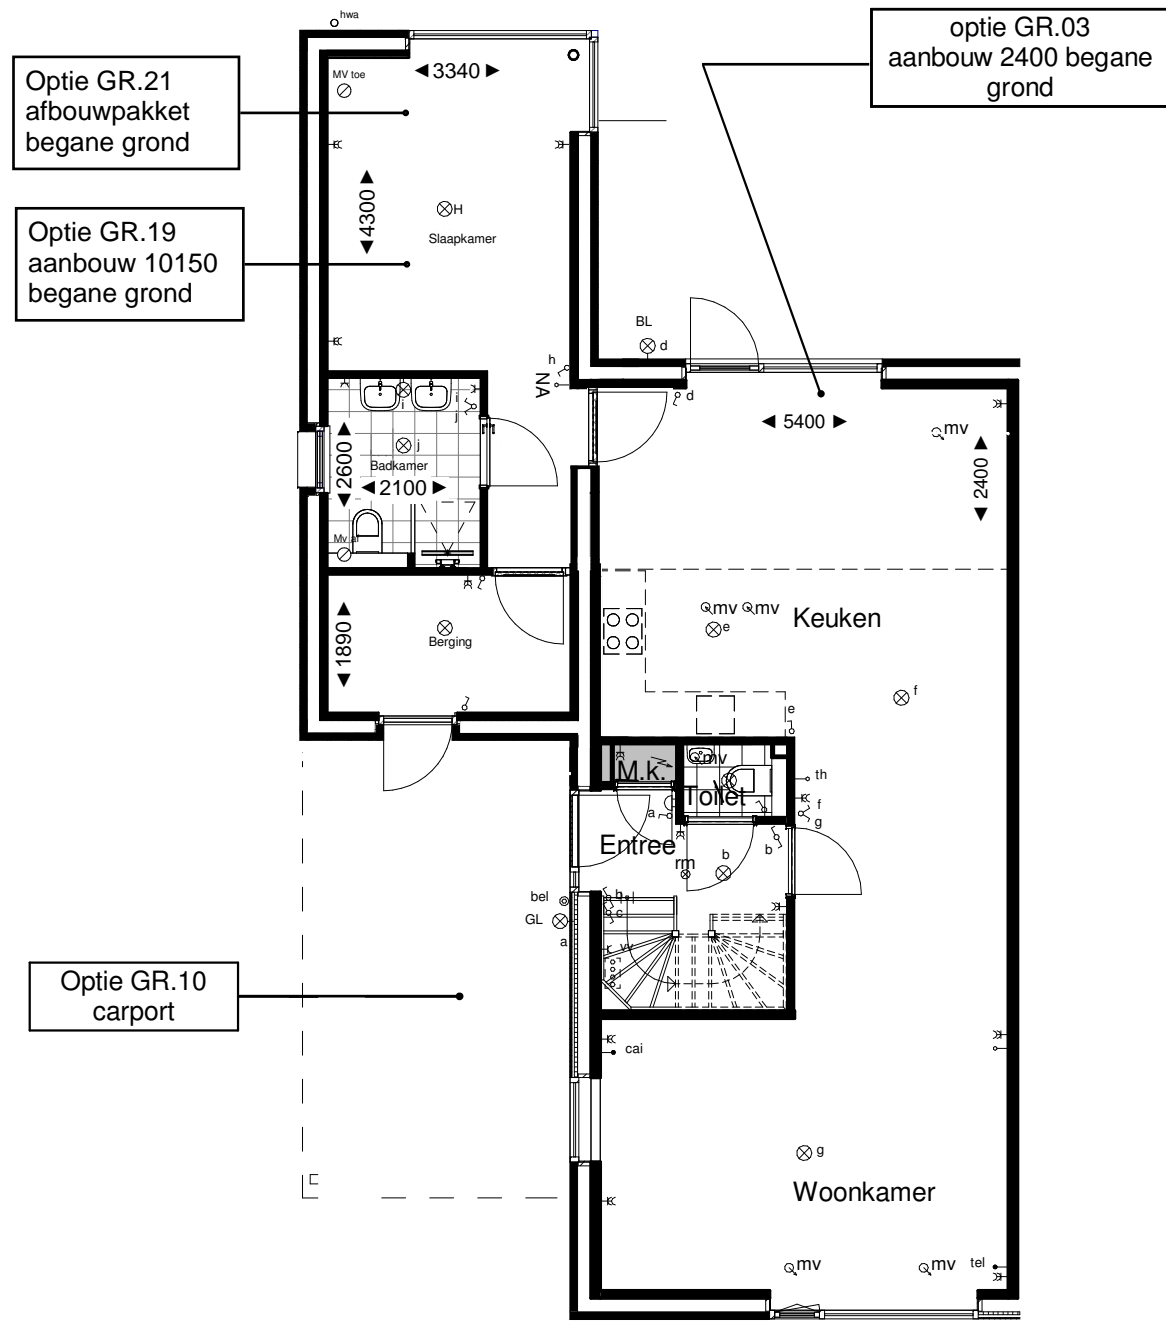 hwa
optie GR.03
aanbouw 2400 begane
grond
Optie GR.21
afbouwpakket
begane grond
MV toe
3340
4300
H
Slaapkamer
Optie GR.19
aanbouw 10150
begane grond
BL
d
h
NA
d
i
i
j
j
5400
mv
2400
2600
Badkamer
2100
Mv af
1890
Berging
mv
mv
e
Keuken
f
e
M.k.
mv
Toilet
th
f
g
a
Entree
rm
b
b
bel
b
GL
c
a
vv
Optie GR.10
carport
cai
g
Woonkamer
mv
mv
tel